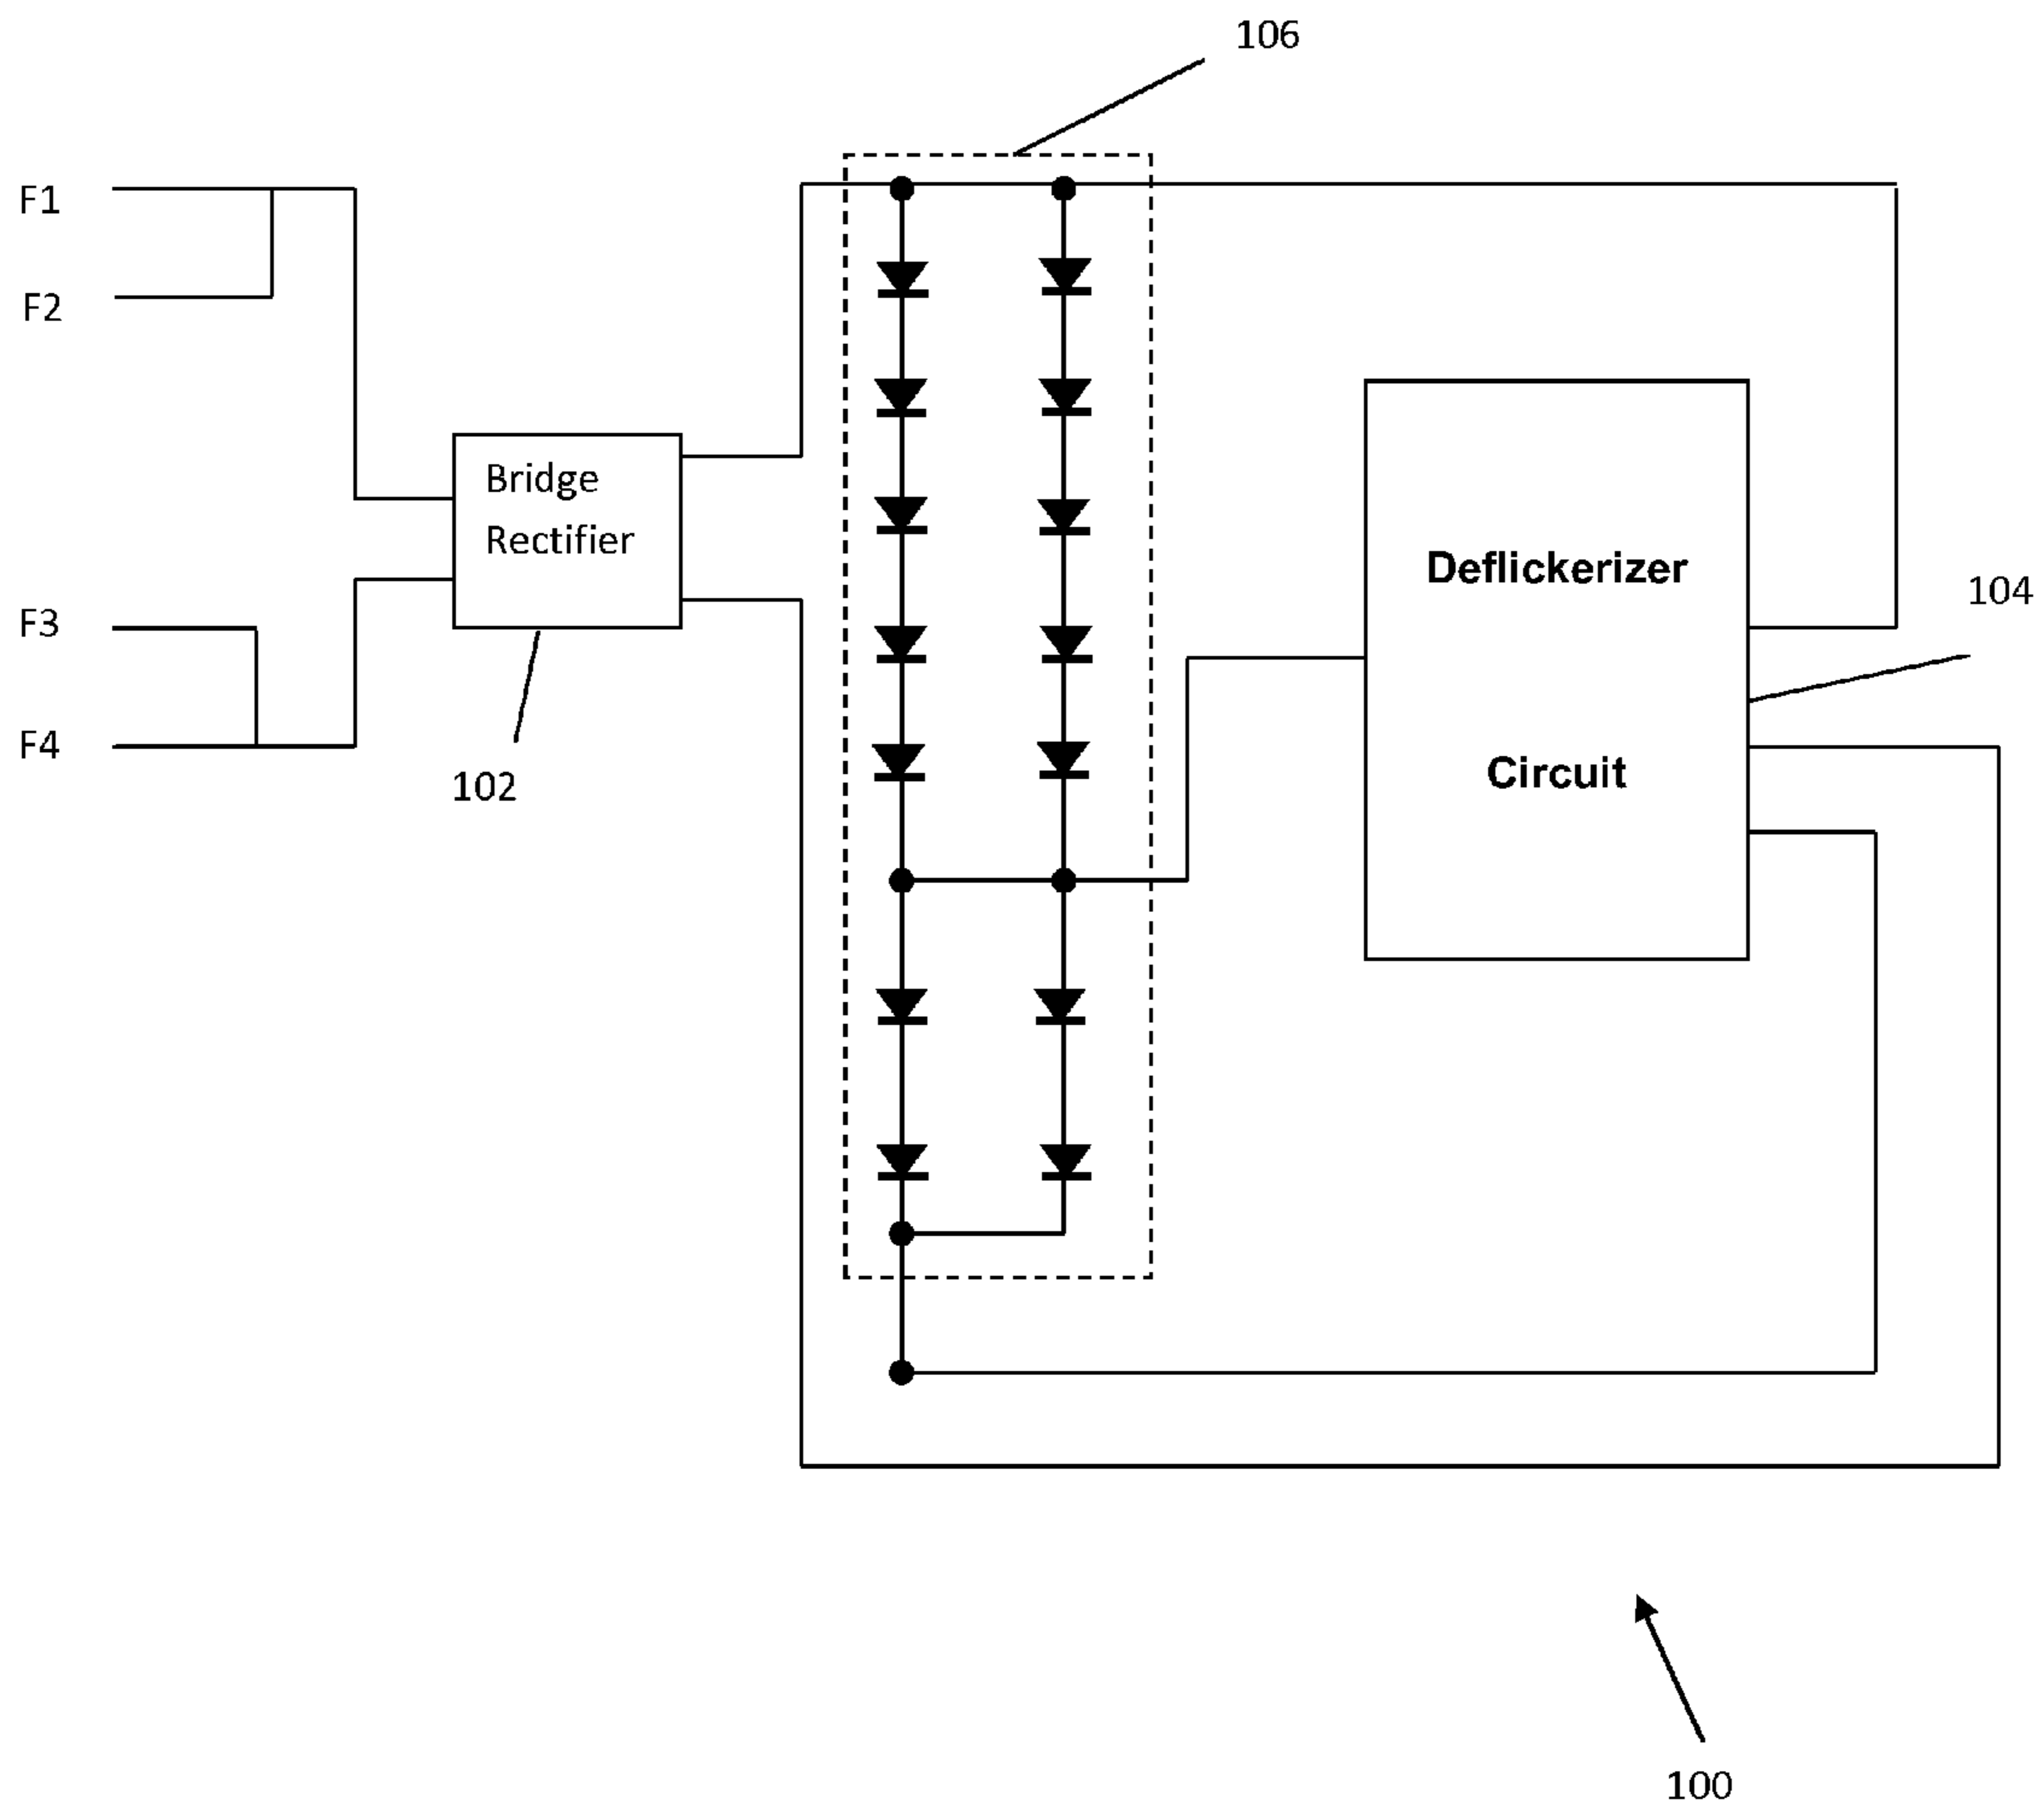 106
F1
F2
Bridge
Rectifier
Deflickerizer
104
F3
F4
102
Circuit
100